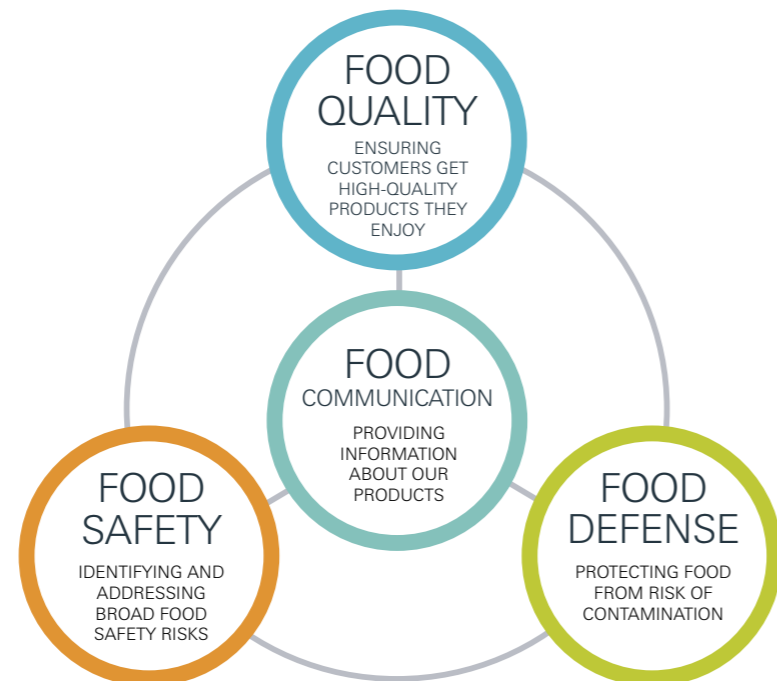 FOOD
QUALITY
ENSURING
CUSTOMERS GET
HIGH-QUALITY
PRODUCTS THEY
ENJOY
FOOD
COMMUNICATION
PROVIDING
INFORMATION
ABOUT OUR
PRODUCTS
FOOD
SAFETY
IDENTIFYING AND
ADDRESSING
BROAD FOOD
SAFETY RISKS
FOOD
DEFENSE
PROTECTING FOOD
FROM RISK OF
CONTAMINATION